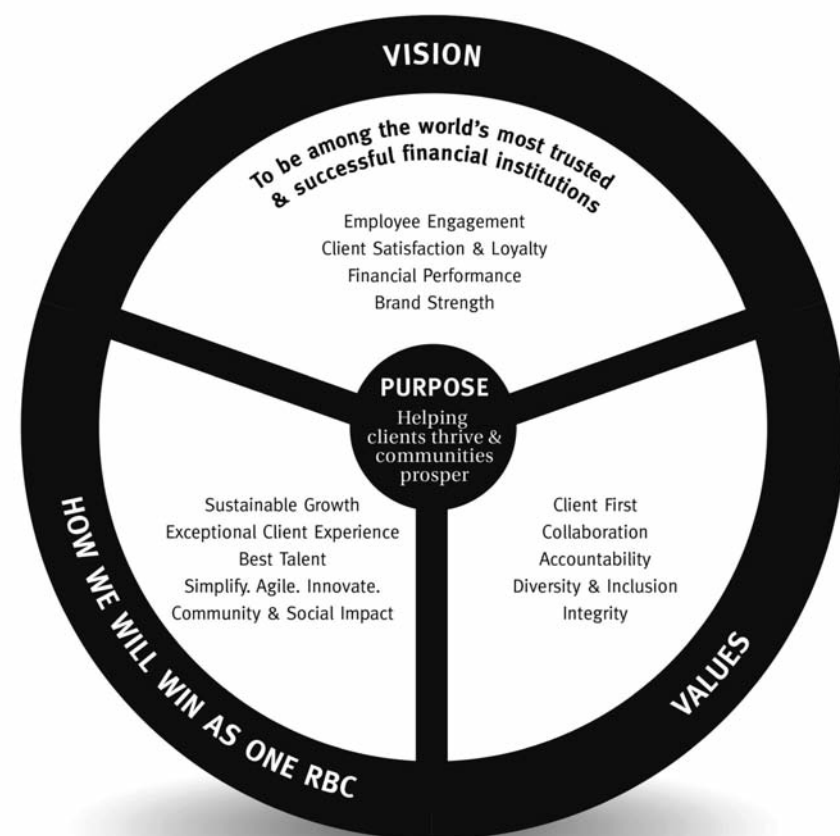 VISION
To be among the world's most trusted
& successful financial institutions
Employee Engagement
Client Satisfaction & Loyalty
Financial Performance
Brand Strength
PURPOSE
Helping
clients thrive &
communities
prosper
HOW WE WILL WIN AS ONE RBC
Sustainable Growth
Exceptional Client Experience
Best Talent
Simplify. Agile. Innovate.
Community & Social Impact
Client First
Collaboration
Accountability
Diversity & Inclusion
Integrity
VALUES